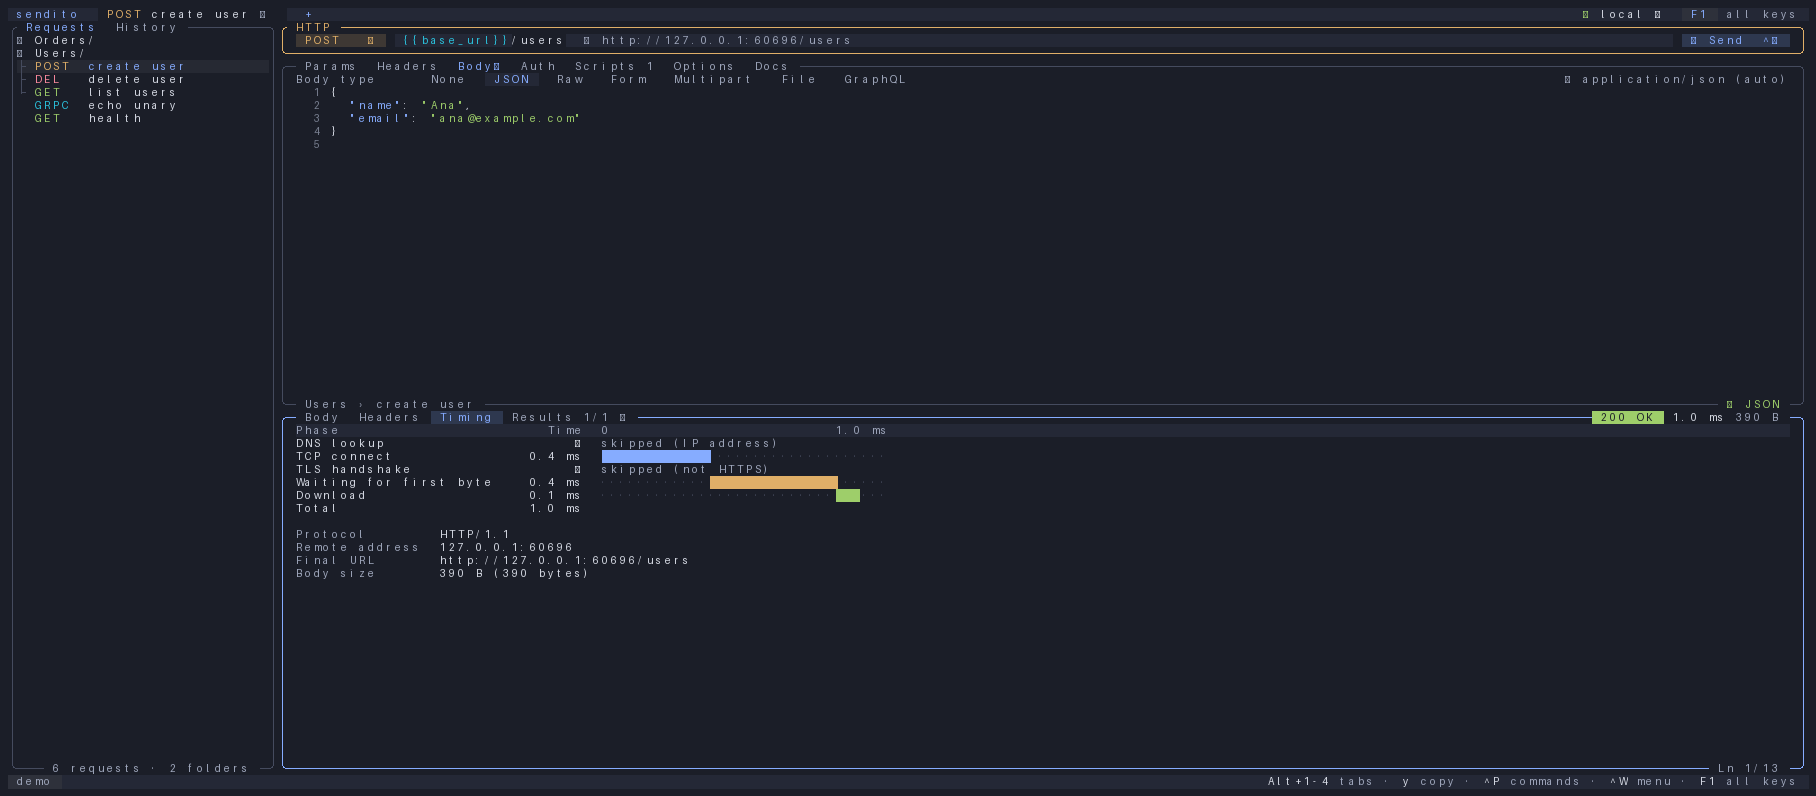 sendito POST create user + local F1 all keys
Requests History
HTTP
Orders/
POST {{base_url}}/users http://127.0.0.1:60696/users Send ^
Users/
POST create user
DEL delete user
GET list users
GRPC echo unary
GET health
Params Headers Body Auth Scripts 1 Options Docs
Body type None JSON Raw Form Multipart File GraphQL application/json (auto)
1 {
2 "name": "Ana",
3 "email": "ana@example.com"
4 }
5
Users › create user JSON
Body Headers Timing Results 1/1 200 OK 1.0 ms 390 B
Phase Time 0 1.0 ms
DNS lookup skipped (IP address)
TCP connect 0.4 ms
TLS handshake skipped (not HTTPS)
Waiting for first byte 0.4 ms
Download 0.1 ms
Total 1.0 ms
Protocol HTTP/1.1
Remote address 127.0.0.1:60696
Final URL http://127.0.0.1:60696/users
Body size 390 B (390 bytes)
6 requests · 2 folders
Ln 1/13
demo
Alt+1-4 tabs · y copy · ^P commands · ^W menu · F1 all keys